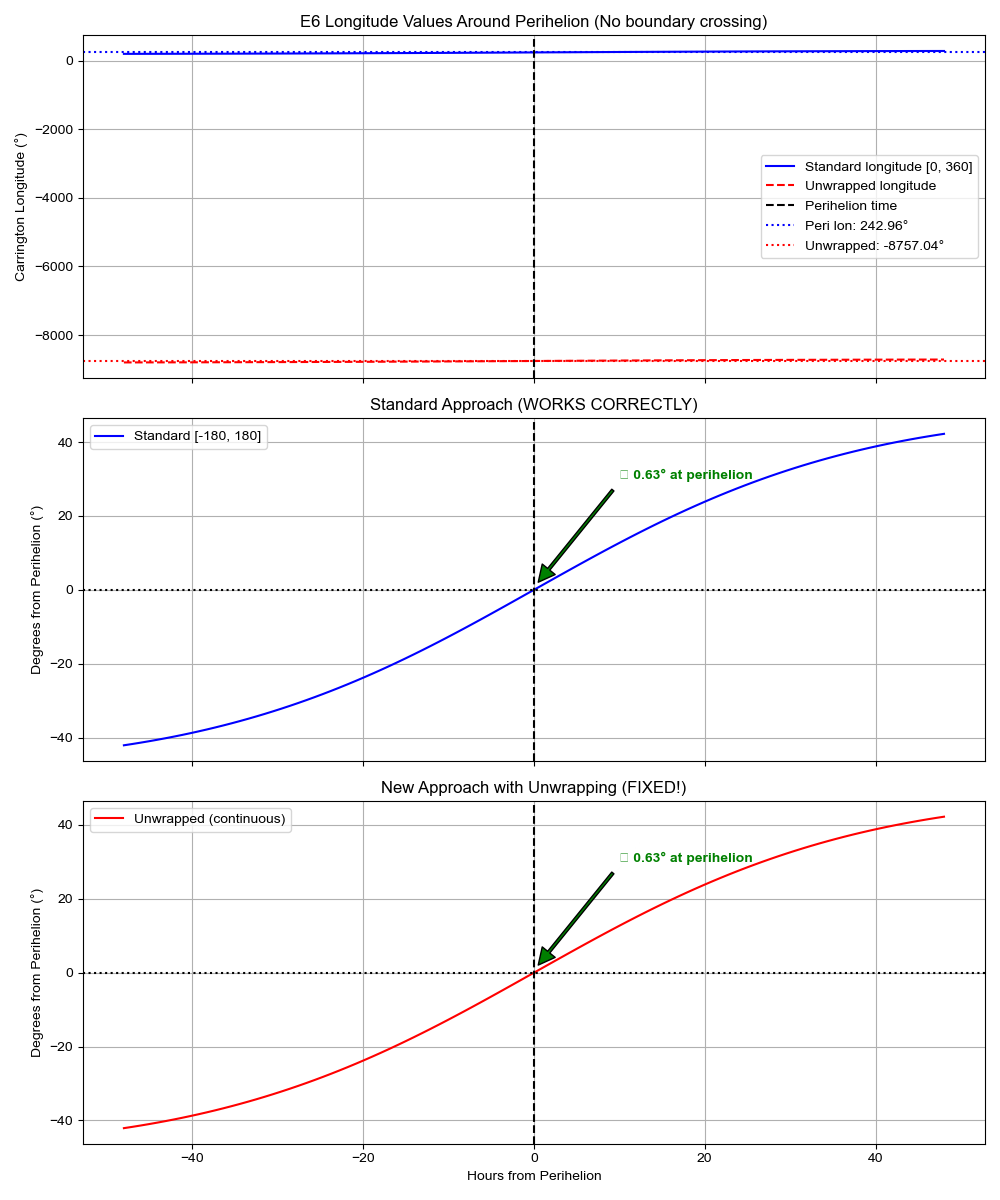 E6 Longitude Values Around Perihelion (No boundary crossing)
0
−2000
−4000
−6000
−8000
Carrington Longitude (°)
Standard longitude [0, 360]
Unwrapped longitude
Perihelion time
Peri lon: 242.96°
Unwrapped: -8757.04°
Standard Approach (WORKS CORRECTLY)
Standard [-180, 180]
40
20
0
−20
−40
Degrees from Perihelion (°)
▯ 0.63° at perihelion
New Approach with Unwrapping (FIXED!)
Unwrapped (continuous)
40
20
0
−20
−40
Degrees from Perihelion (°)
▯ 0.63° at perihelion
−40
−20
0
20
40
Hours from Perihelion